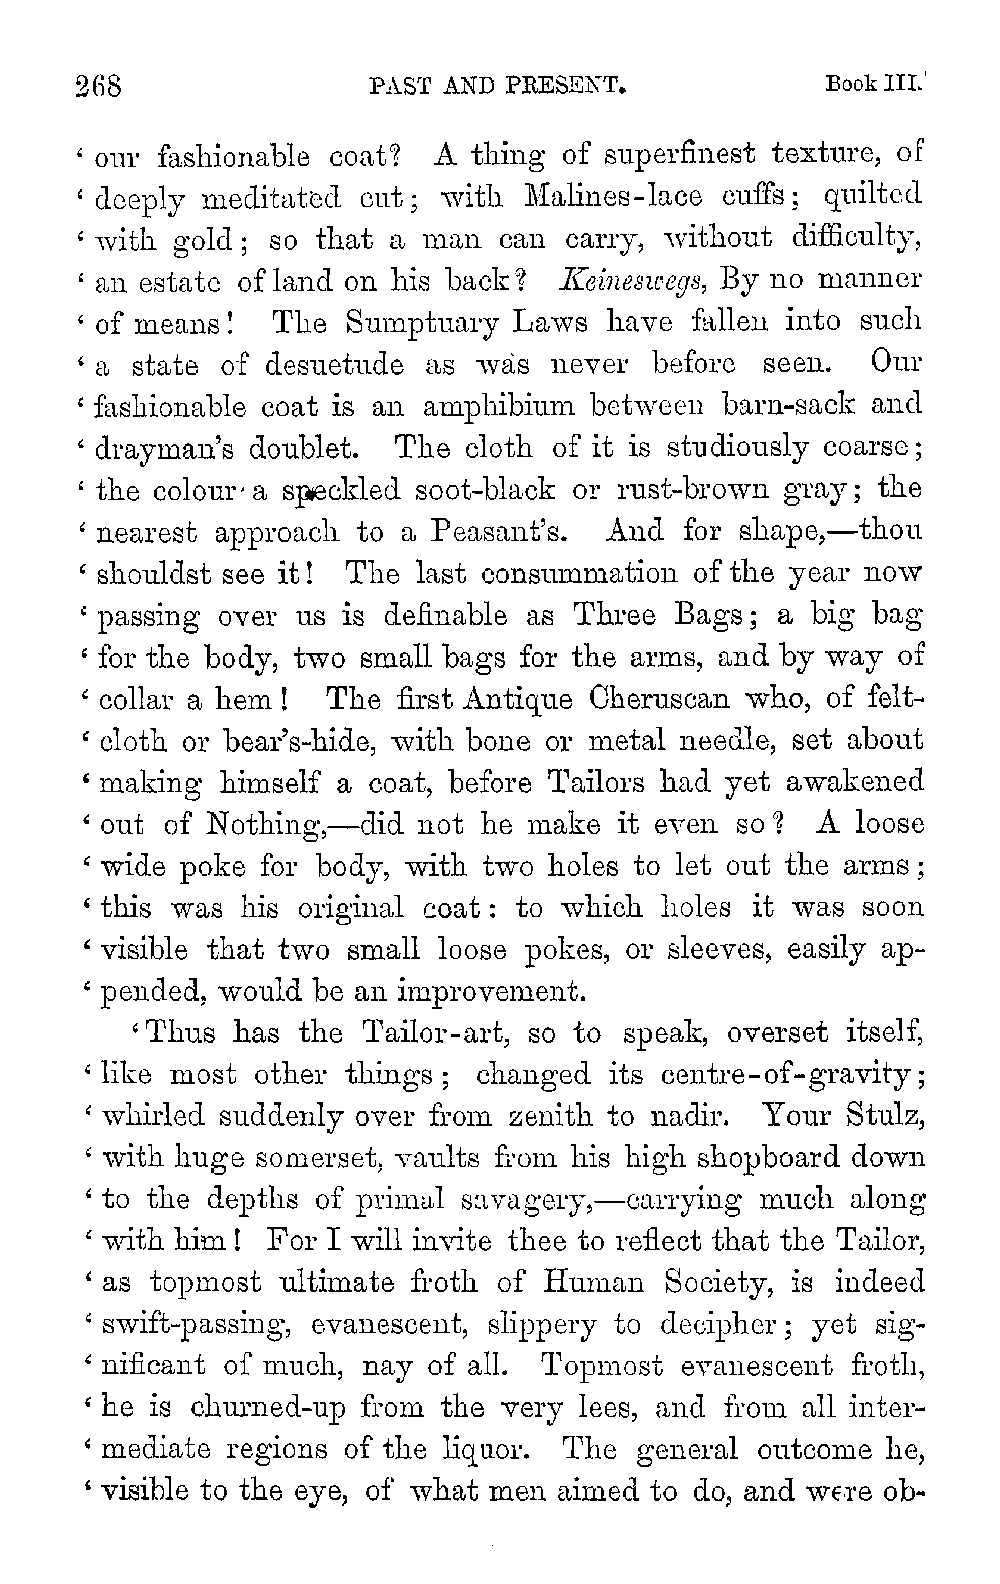 268 PAST AND PRESENT. Book III.
‘ our fashionable coat? A thing of superfinest texture, of
‘ deeply meditated cut; with Malines-lace cuffs; quilted
‘ with gold; so that a man can carry, without difficulty,
‘ an estate of land on his back? Keineswegs, By no manner
‘ of means! The Sumptuary Laws have fallen into such
‘ a state of desuetude as was never before seen. Our
‘ fashionable coat is an amphibium between barn-sack and
‘ drayman’s doublet. The cloth of it is studiously coarse;
‘ the colour a speckled soot-black or rust-brown gray; the
‘ nearest approach to a Peasant’s. And for shape,—thou
‘ shouldst see it! The last consummation of the year now
‘ passing over us is definable as Three Bags; a big bag
‘ for the body, two small bags for the arms, and by way of
‘ collar a hem! The first Antique Cheruscan who, of felt-
‘ cloth or bear’s-hide, with bone or metal needle, set about
‘ making himself a coat, before Tailors had yet awakened
‘ out of Nothing,—did not he make it even so? A loose
‘ wide poke for body, with two holes to let out the arms;
‘ this was his original coat: to which holes it was soon
‘ visible that two small loose pokes, or sleeves, easily ap-
‘ pended, would be an improvement.
‘ Thus has the Tailor-art, so to speak, overset itself,
‘ like most other things; changed its centre-of-gravity;
‘ whirled suddenly over from zenith to nadir. Your Stulz,
‘ with huge somerset, vaults from his high shopboard down
‘ to the depths of primal savagery,—carrying much along
‘ with him! For I will invite thee to reflect that the Tailor,
‘ as topmost ultimate froth of Human Society, is indeed
‘ swift-passing, evanescent, slippery to decipher; yet sig-
‘ nificant of much, nay of all. Topmost evanescent froth,
‘ he is churned-up from the very lees, and from all inter-
‘ mediate regions of the liquor. The general outcome he,
‘ visible to the eye, of what men aimed to do, and were ob-